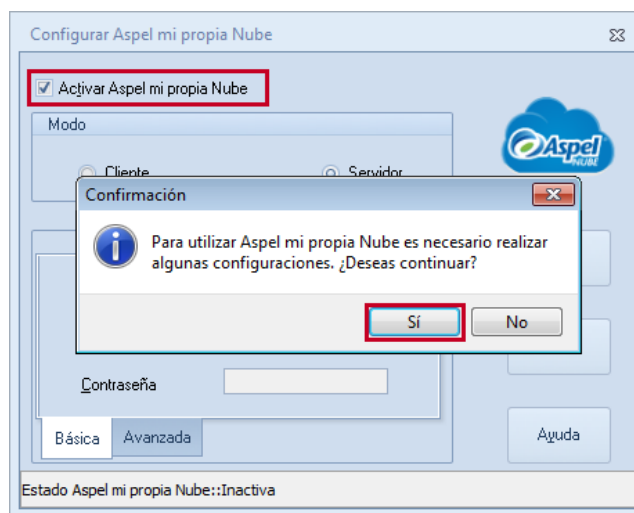 Configurar Aspel mi propia Nube
Activar Aspel mi propia Nube
Modo
Aspel
NUBE
Cliente
Servidor
Confirmación
Para utilizar Aspel mi propia Nube es necesario realizar
algunas configuraciones. ¿Deseas continuar?
Sí
No
Contraseña
Básica
Avanzada
Ayuda
Estado Aspel mi propia Nube::Inactiva